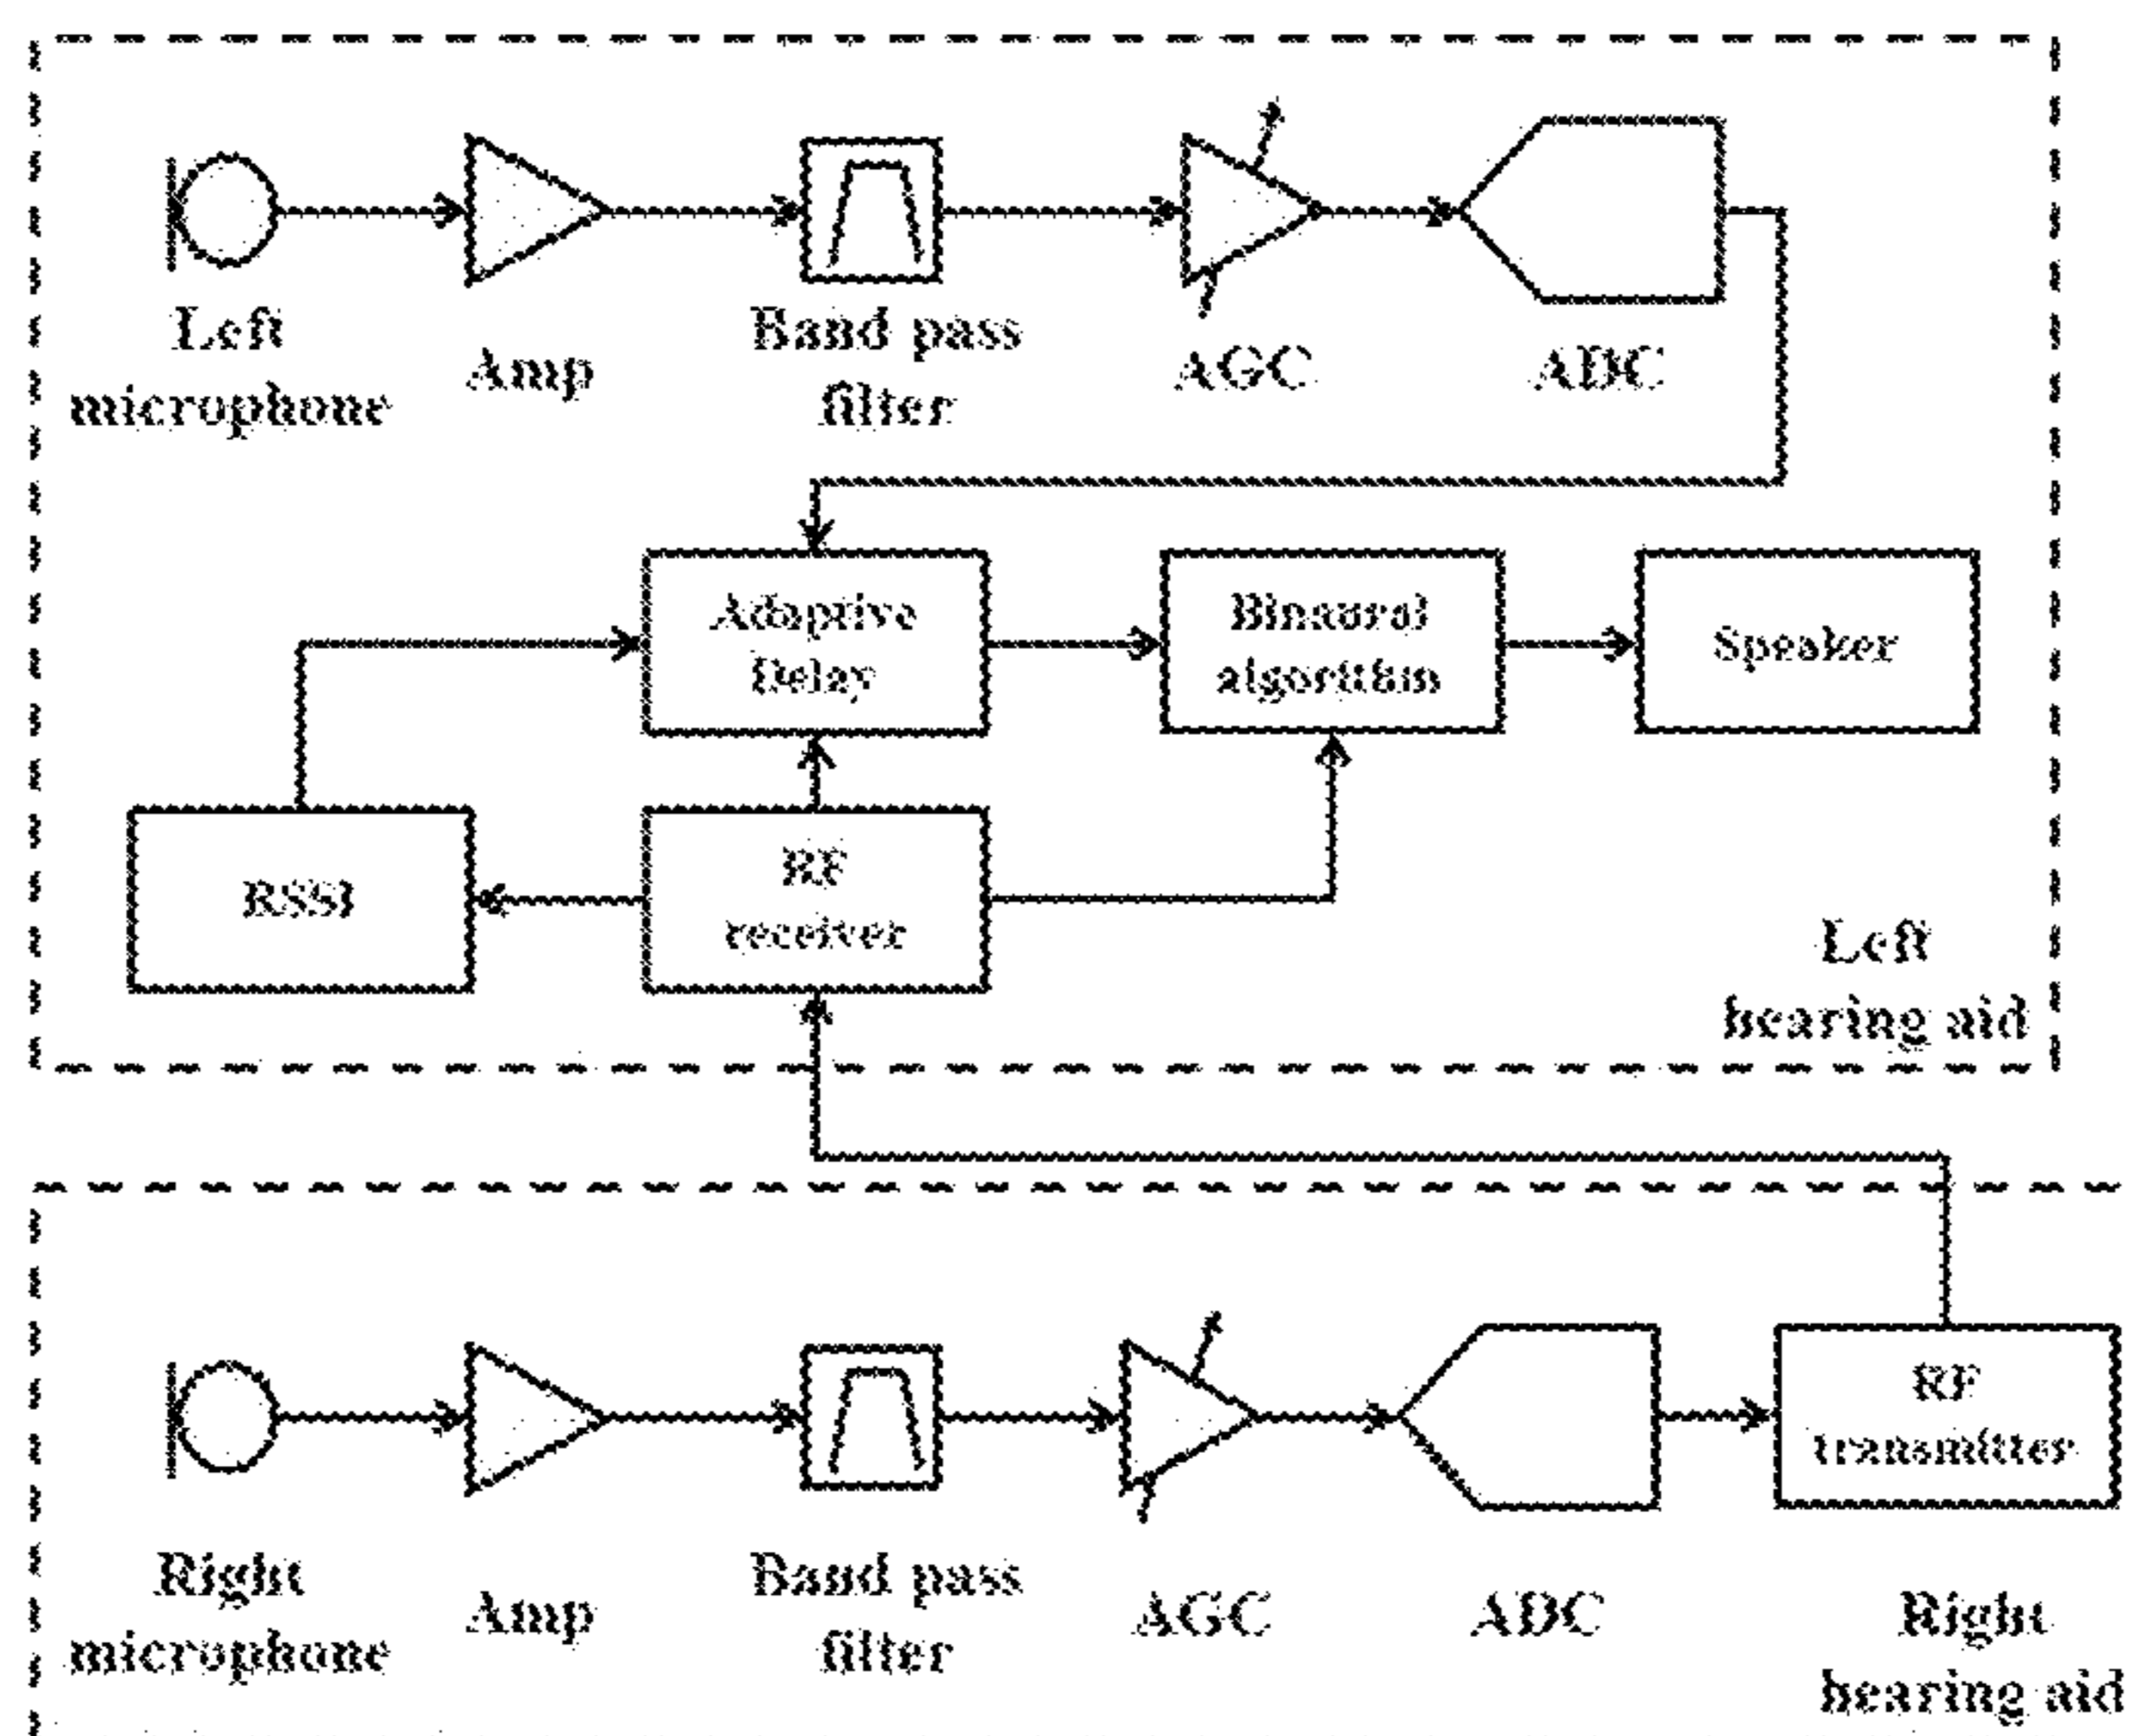 Left
microphone
Amp
Band pass
filter
AGC
ADC
Adaptive
Delay
Binaural
algorithm
Speaker
RSSI
RF
receiver
Left
hearing aid
RF
transmitter
Right
microphone
Amp
Band pass
filter
AGC
ADC
Right
hearing aid